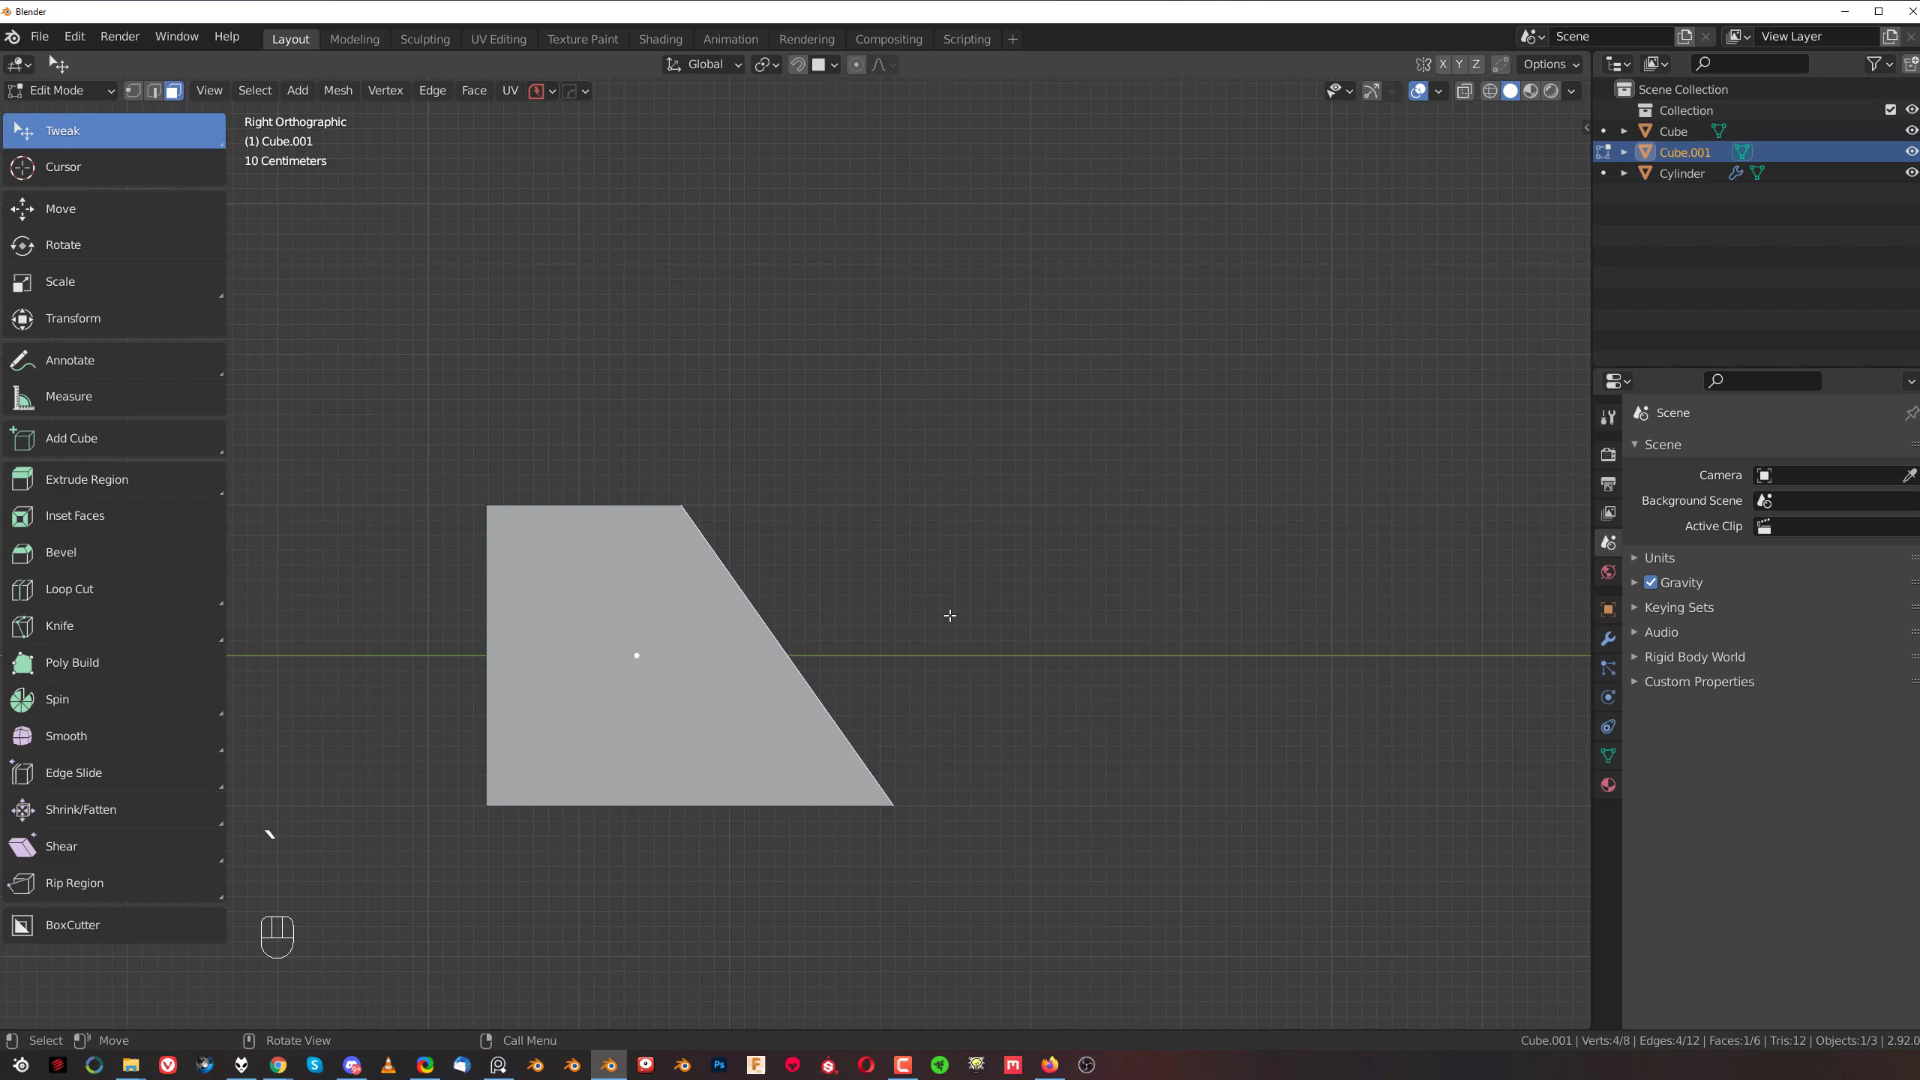 Blender
File Edit Render Window Help
Layout Modeling Sculpting UV Editing Texture Paint Shading Animation Rendering Compositing Scripting +
Scene
View Layer
Global
X Y Z
Options
Edit Mode
View Select Add Mesh Vertex Edge Face UV
Right Orthographic
(1) Cube.001
10 Centimeters
Tweak
Cursor
Move
Rotate
Scale
Transform
Annotate
Measure
Add Cube
Extrude Region
Inset Faces
Bevel
Loop Cut
Knife
Poly Build
Spin
Smooth
Edge Slide
Shrink/Fatten
Shear
Rip Region
BoxCutter
`
Scene Collection
Collection
Cube
Cube.001
Cylinder
Scene
Scene
Camera
Background Scene
Active Clip
Units
Gravity
Keying Sets
Audio
Rigid Body World
Custom Properties
Select Move Rotate View Call Menu
Cube.001 | Verts:4/8 | Edges:4/12 | Faces:1/6 | Tris:12 | Objects:1/3 | 2.92.0